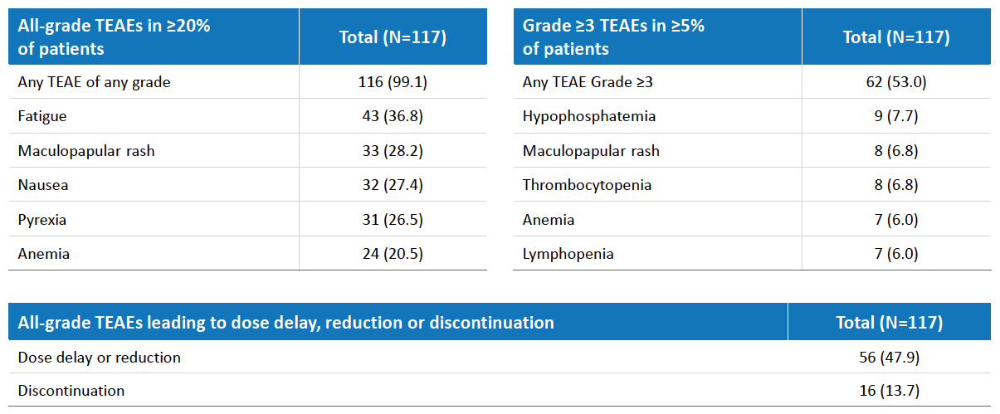 All-grade TEAEs in ≥20%
of patients
Total (N=117)
Any TEAE of any grade
116 (99.1)
Fatigue
43 (36.8)
Maculopapular rash
33 (28.2)
Nausea
32 (27.4)
Pyrexia
31 (26.5)
Anemia
24 (20.5)
Grade ≥3 TEAEs in ≥5%
of patients
Total (N=117)
Any TEAE Grade ≥3
62 (53.0)
Hypophosphatemia
9 (7.7)
Maculopapular rash
8 (6.8)
Thrombocytopenia
8 (6.8)
Anemia
7 (6.0)
Lymphopenia
7 (6.0)
All-grade TEAEs leading to dose delay, reduction or discontinuation
Total (N=117)
Dose delay or reduction
56 (47.9)
Discontinuation
16 (13.7)